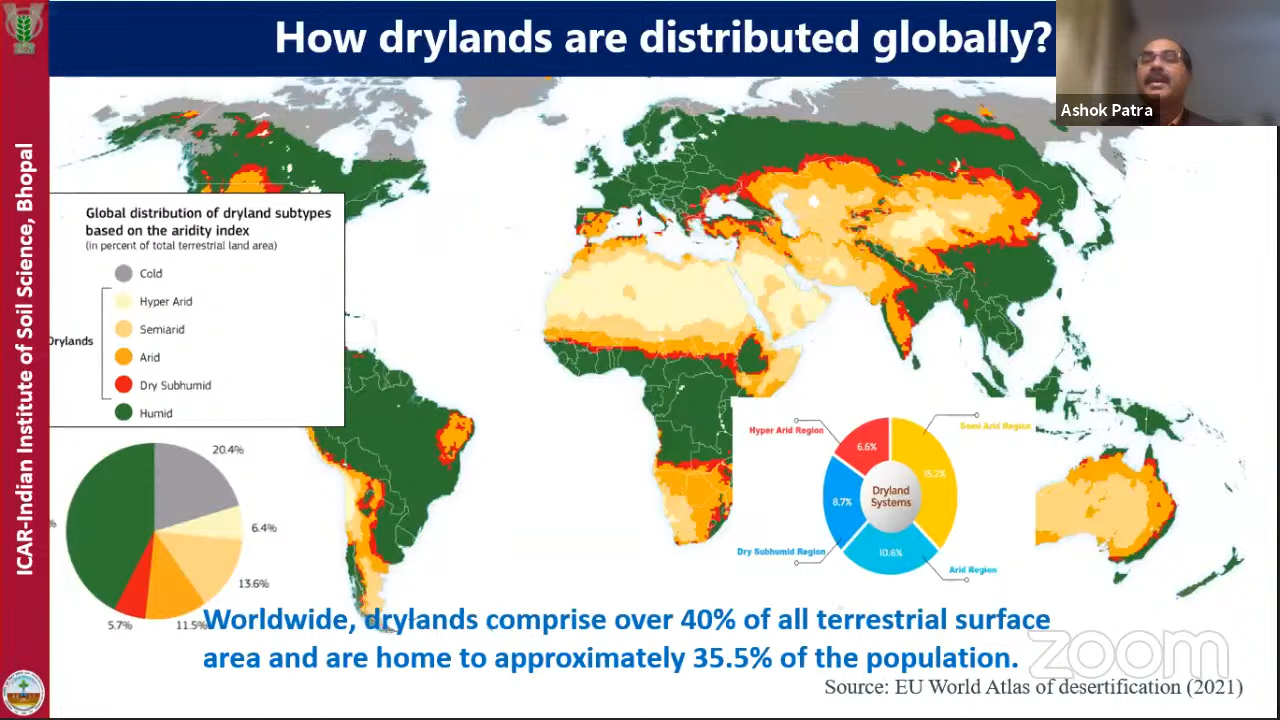 How drylands are distributed globally?
Ashok Patra
ICAR-Indian Institute of Soil Science, Bhopal
Global distribution of dryland subtypes
based on the aridity index
(in percent of total terrestrial land area)
Cold
Hyper Arid
Semiarid
Drylands
Arid
Dry Subhumid
Humid
20.4%
6.4%
13.6%
11.5%
5.7%
%
Hyper Arid Region
Semi Arid Region
6.6%
15.2%
8.7%
Dryland
Systems
10.6%
Dry Subhumid Region
Arid Region
Worldwide, drylands comprise over 40% of all terrestrial surface
area and are home to approximately 35.5% of the population.
zoom
Source: EU World Atlas of desertification (2021)